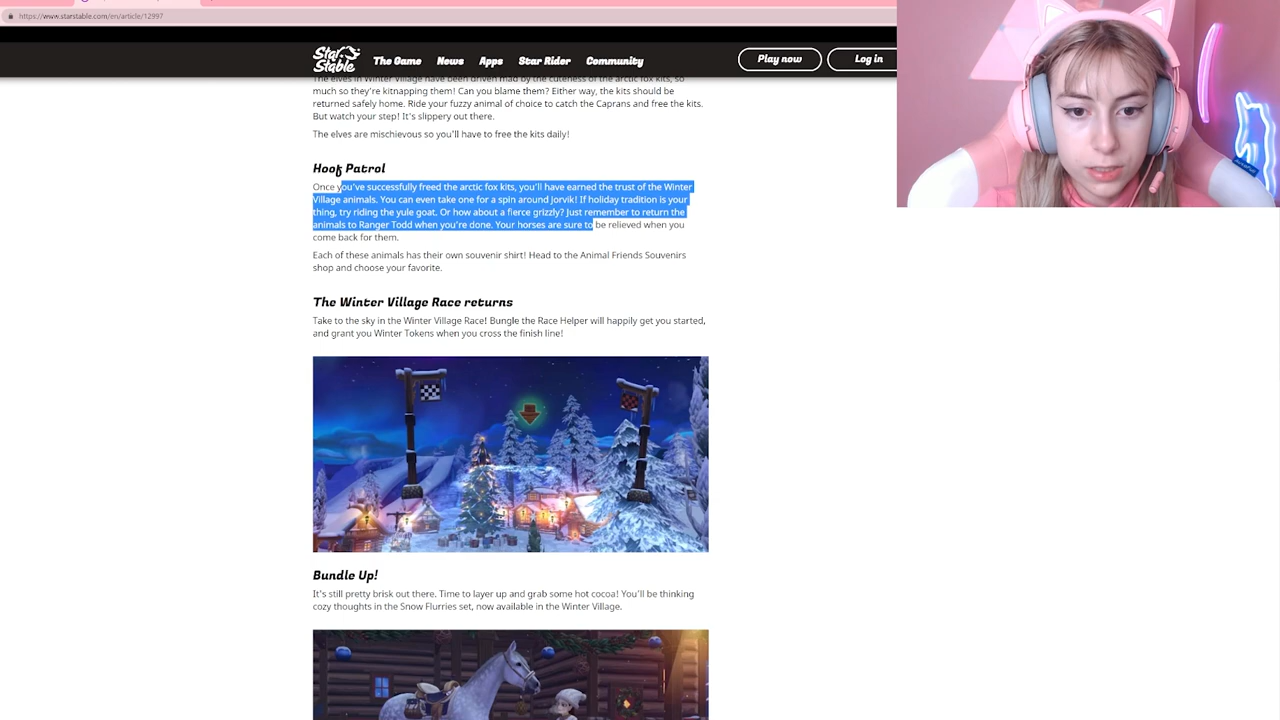 https://www.starstable.com/en/article/12997
Star Stable
The Game
News
Apps
Star Rider
Community
Play now
Log in
The elves in Winter Village have been driven mad by the cuteness of the arctic fox kits, so
much so they're kitnapping them! Can you blame them? Either way, the kits should be
returned safely home. Ride your fuzzy animal of choice to catch the Caprans and free the kits.
But watch your step! It's slippery out there.
The elves are mischievous so you'll have to free the kits daily!
Hoof Patrol
Once you've successfully freed the arctic fox kits, you'll have earned the trust of the Winter
Village animals. You can even take one for a spin around Jorvik! If holiday tradition is your
thing, try riding the yule goat. Or how about a fierce grizzly? Just remember to return the
animals to Ranger Todd when you're done. Your horses are sure to be relieved when you
come back for them.
Each of these animals has their own souvenir shirt! Head to the Animal Friends Souvenirs
shop and choose your favorite.
The Winter Village Race returns
Take to the sky in the Winter Village Race! Bungle the Race Helper will happily get you started,
and grant you Winter Tokens when you cross the finish line!
Bundle Up!
It's still pretty brisk out there. Time to layer up and grab some hot cocoa! You'll be thinking
cozy thoughts in the Snow Flurries set, now available in the Winter Village.